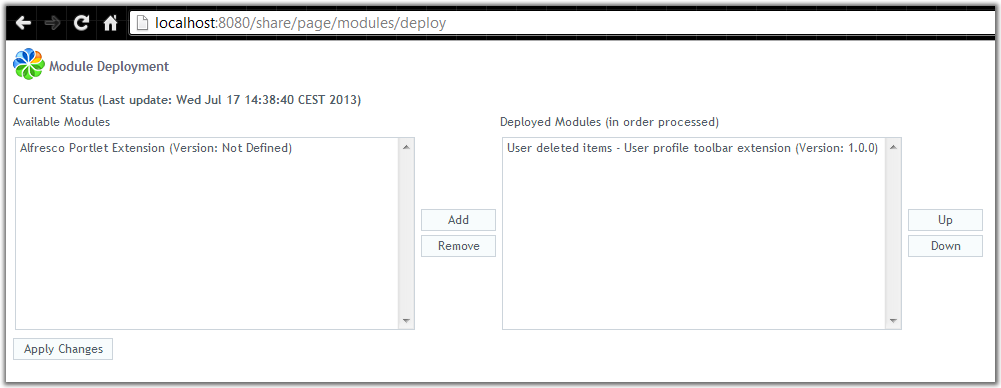 localhost:8080/share/page/modules/deploy
Module Deployment
Current Status (Last update: Wed Jul 17 14:38:40 CEST 2013)
Available Modules
Deployed Modules (in order processed)
Alfresco Portlet Extension (Version: Not Defined)
User deleted items - User profile toolbar extension (Version: 1.0.0)
Add
Up
Remove
Down
Apply Changes